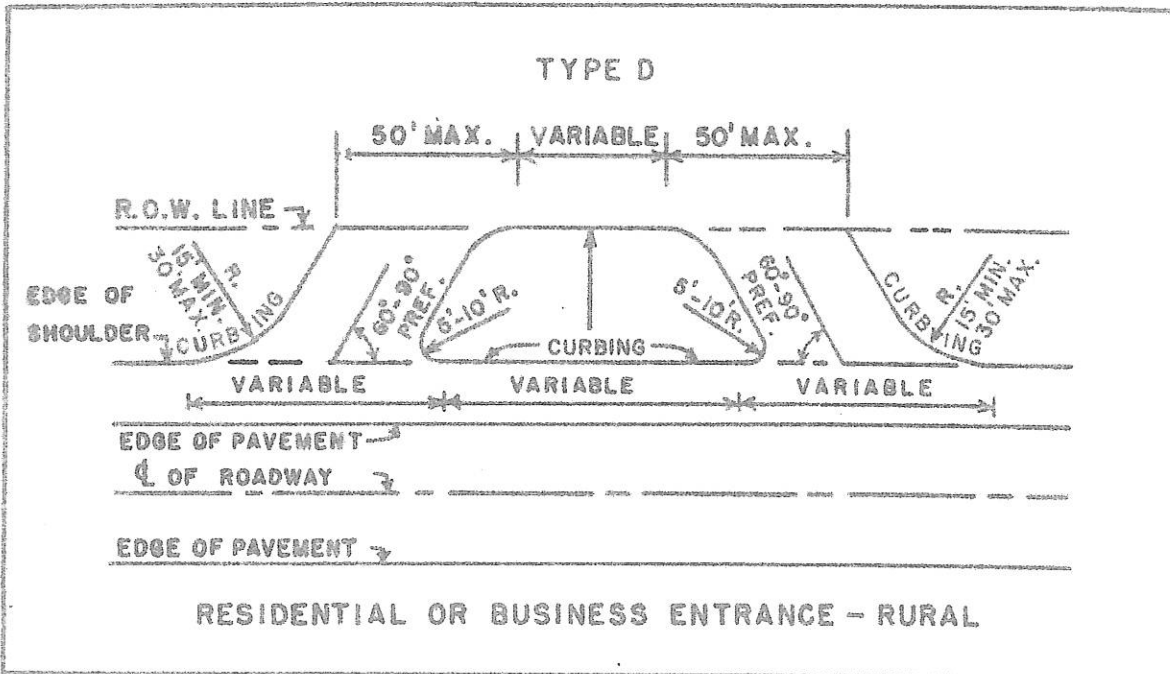 TYPE D
50' MAX. VARIABLE 50' MAX.
R.O.W. LINE
R.
15' MIN.
30' MAX.
CURBING
60°-90°
PREF.
5'-10' R.
5'-10' R.
60°-90°
PREF.
CURBING
R.
15' MIN.
30' MAX.
EDGE OF
SHOULDER
CURBING
VARIABLE VARIABLE VARIABLE
EDGE OF PAVEMENT
℄ OF ROADWAY
EDGE OF PAVEMENT
RESIDENTIAL OR BUSINESS ENTRANCE – RURAL